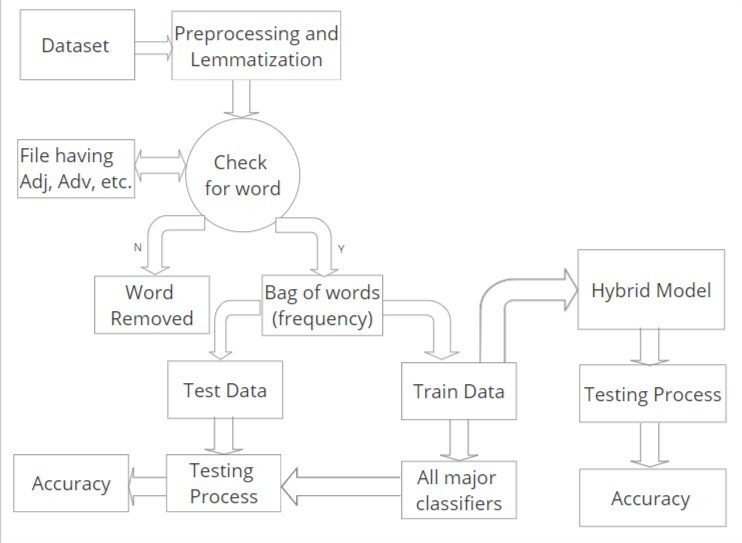 Dataset
Preprocessing and
Lemmatization
File having
Adj, Adv, etc.
Check
for word
N
Y
Word
Removed
Bag of words
(frequency)
Hybrid Model
Test Data
Train Data
Testing Process
Accuracy
Testing
Process
All major
classifiers
Accuracy